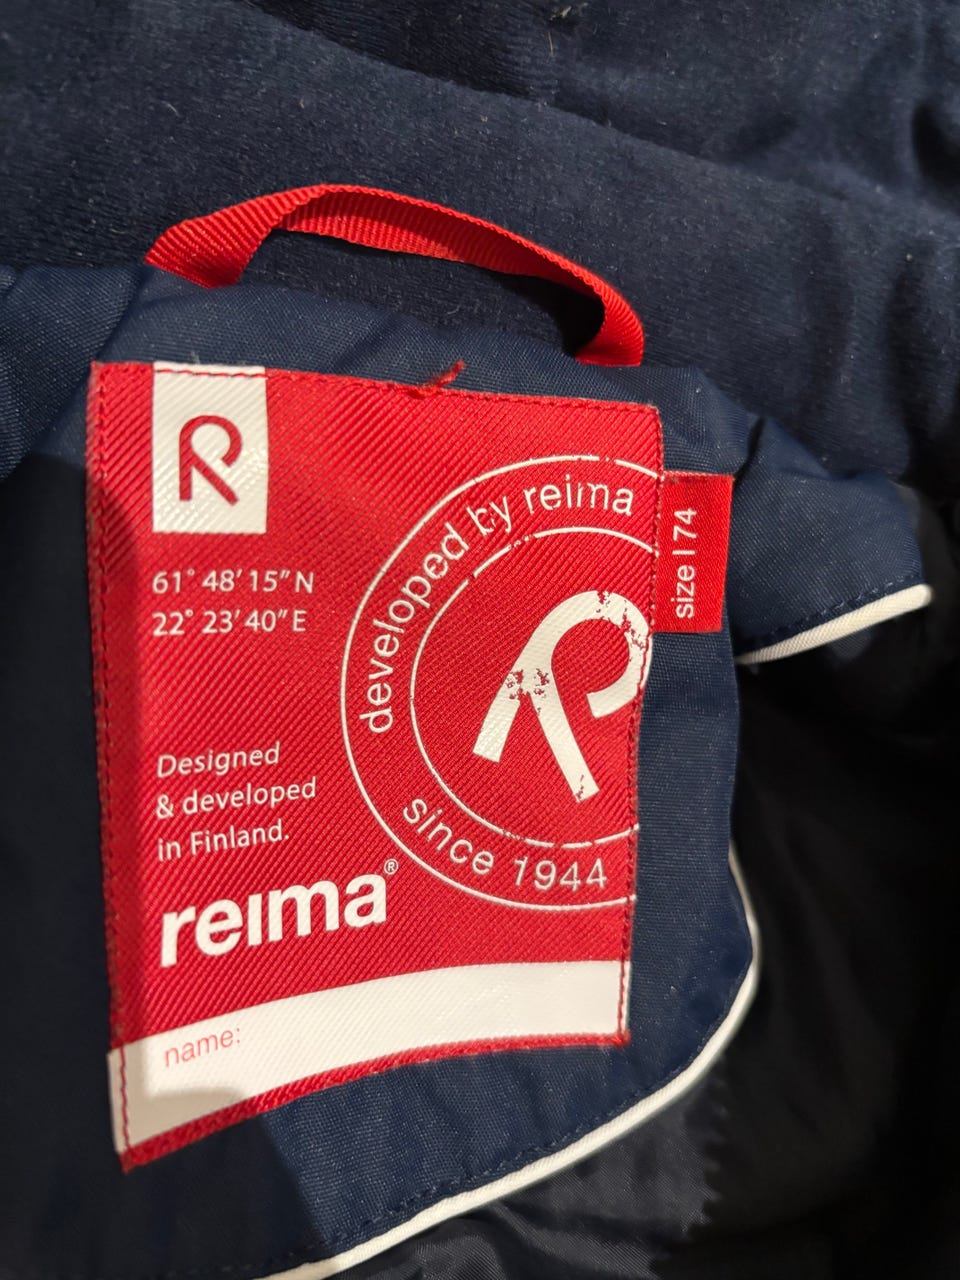 R
61° 48' 15" N
22° 23' 40" E
developed by reima
since 1944
size | 74
Designed
& developed
in Finland.
reima®
name: